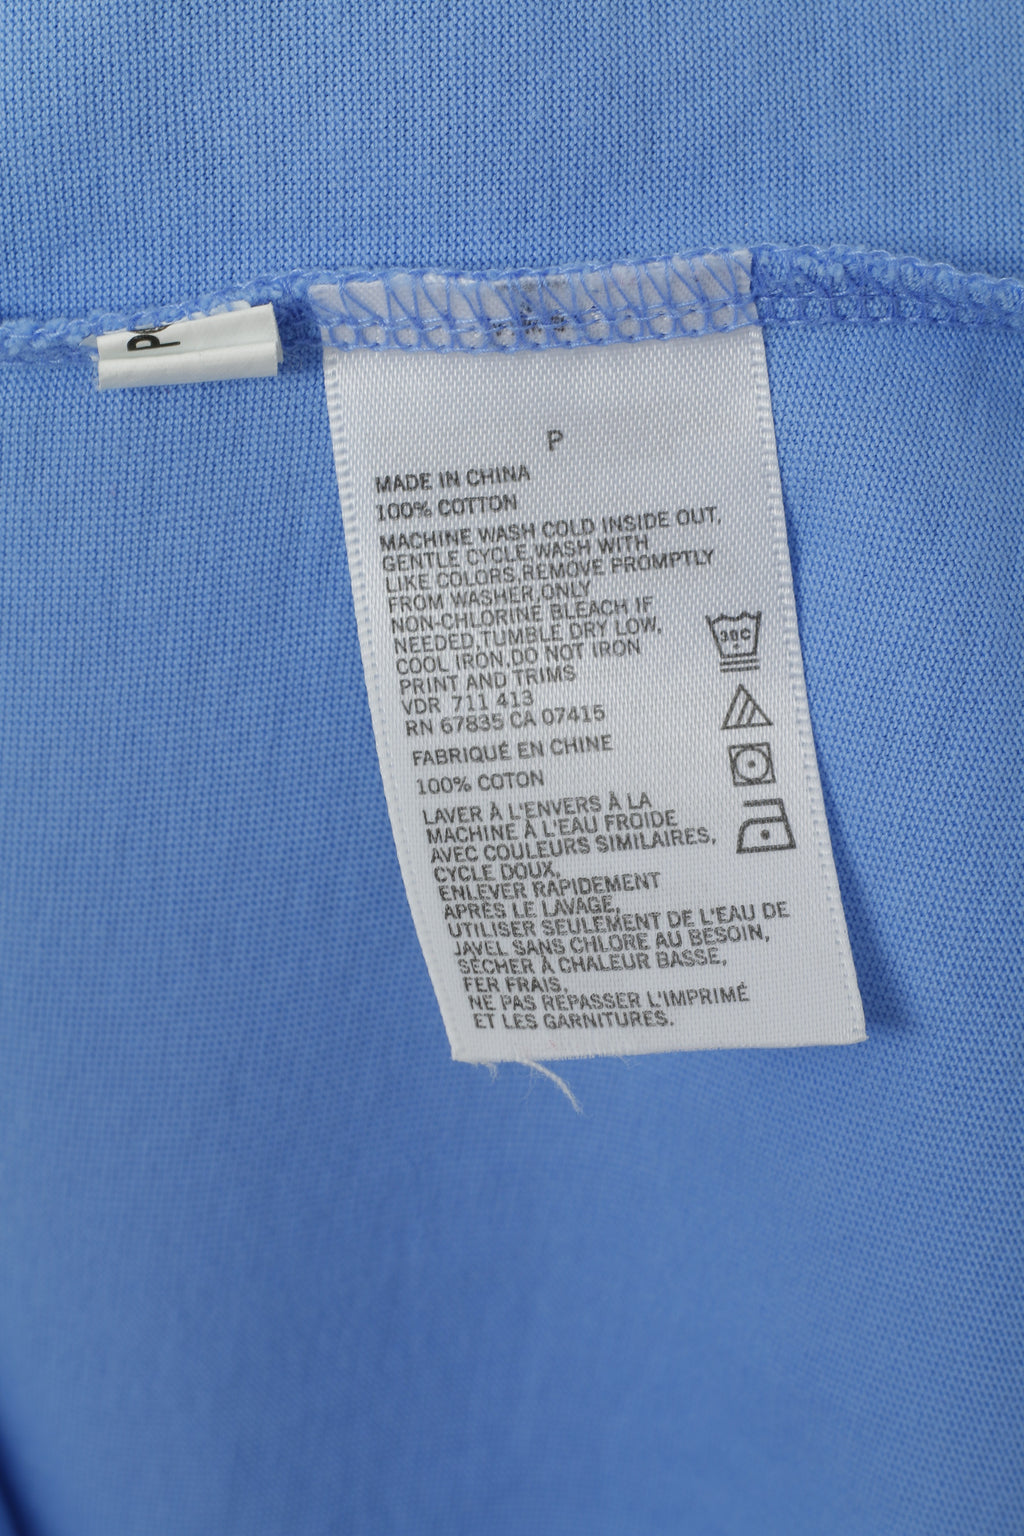 P
MADE IN CHINA
100% COTTON
MACHINE WASH COLD INSIDE OUT,
GENTLE CYCLE,WASH WITH
LIKE COLORS,REMOVE PROMPTLY
FROM WASHER,ONLY
NON-CHLORINE BLEACH IF
NEEDED,TUMBLE DRY LOW,
COOL IRON,DO NOT IRON
PRINT AND TRIMS
VDR 711 413
RN 67835 CA 07415
30C
FABRIQUÉ EN CHINE
100% COTON
LAVER À L'ENVERS À LA
MACHINE À L'EAU FROIDE
AVEC COULEURS SIMILAIRES,
CYCLE DOUX,
ENLEVER RAPIDEMENT
APRÈS LE LAVAGE,
UTILISER SEULEMENT DE L'EAU DE
JAVEL SANS CHLORE AU BESOIN,
SÉCHER À CHALEUR BASSE,
FER FRAIS,
NE PAS REPASSER L'IMPRIMÉ
ET LES GARNITURES.